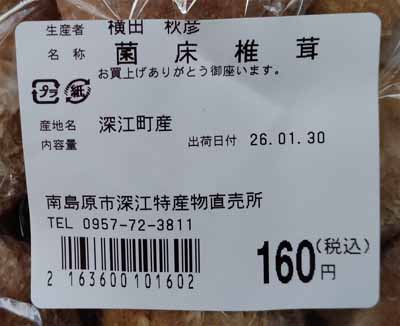 生産者 横田 秋彦
名称 菌床椎茸
お買上げありがとう御座います。
プラ 紙
産地名 深江町産
内容量 出荷日付 26.01.30
南島原市深江特産物直売所
TEL 0957-72-3811
160円(税込)
2 163600 101602